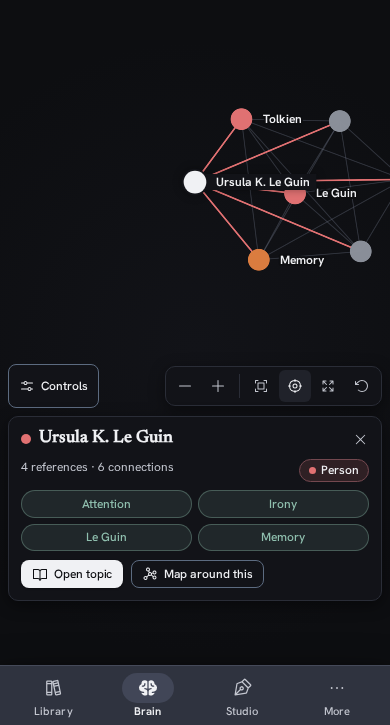 Tolkien
Ursula K. Le Guin
Le Guin
Memory
Controls
Ursula K. Le Guin
4 references · 6 connections
Person
Attention
Irony
Le Guin
Memory
Open topic
Map around this
Library
Brain
Studio
More